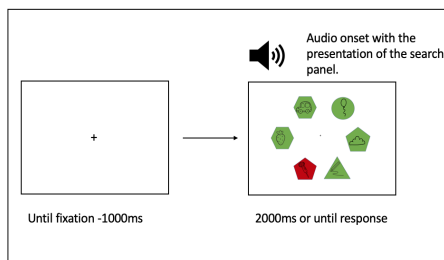 Audio onset with the
presentation of the search
panel.
+
Until fixation -1000ms
2000ms or until response